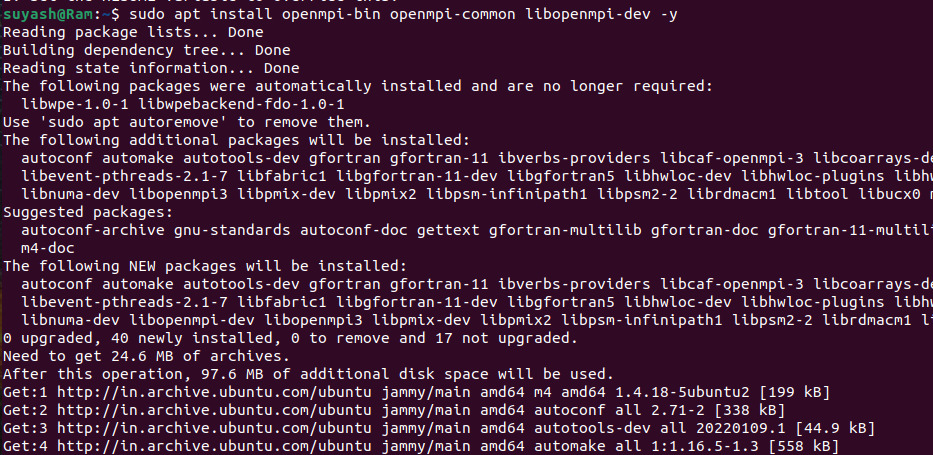 suyash@Ram:~$ sudo apt install openmpi-bin openmpi-common libopenmpi-dev -y
Reading package lists... Done
Building dependency tree... Done
Reading state information... Done
The following packages were automatically installed and are no longer required:
  libwpe-1.0-1 libwpebackend-fdo-1.0-1
Use 'sudo apt autoremove' to remove them.
The following additional packages will be installed:
  autoconf automake autotools-dev gfortran gfortran-11 ibverbs-providers libcaf-openmpi-3 libcoarrays-de
  libevent-pthreads-2.1-7 libfabric1 libgfortran-11-dev libgfortran5 libhwloc-dev libhwloc-plugins libhw
  libnuma-dev libopenmpi3 libpmix-dev libpmix2 libpsm-infinipath1 libpsm2-2 librdmacm1 libtool libucx0 m
Suggested packages:
  autoconf-archive gnu-standards autoconf-doc gettext gfortran-multilib gfortran-doc gfortran-11-multili
  m4-doc
The following NEW packages will be installed:
  autoconf automake autotools-dev gfortran gfortran-11 ibverbs-providers libcaf-openmpi-3 libcoarrays-de
  libevent-pthreads-2.1-7 libfabric1 libgfortran-11-dev libgfortran5 libhwloc-dev libhwloc-plugins libhw
  libnuma-dev libopenmpi-dev libopenmpi3 libpmix-dev libpmix2 libpsm-infinipath1 libpsm2-2 librdmacm1 li
0 upgraded, 40 newly installed, 0 to remove and 17 not upgraded.
Need to get 24.6 MB of archives.
After this operation, 97.6 MB of additional disk space will be used.
Get:1 http://in.archive.ubuntu.com/ubuntu jammy/main amd64 m4 amd64 1.4.18-5ubuntu2 [199 kB]
Get:2 http://in.archive.ubuntu.com/ubuntu jammy/main amd64 autoconf all 2.71-2 [338 kB]
Get:3 http://in.archive.ubuntu.com/ubuntu jammy/main amd64 autotools-dev all 20220109.1 [44.9 kB]
Get:4 http://in.archive.ubuntu.com/ubuntu jammy/main amd64 automake all 1:1.16.5-1.3 [558 kB]